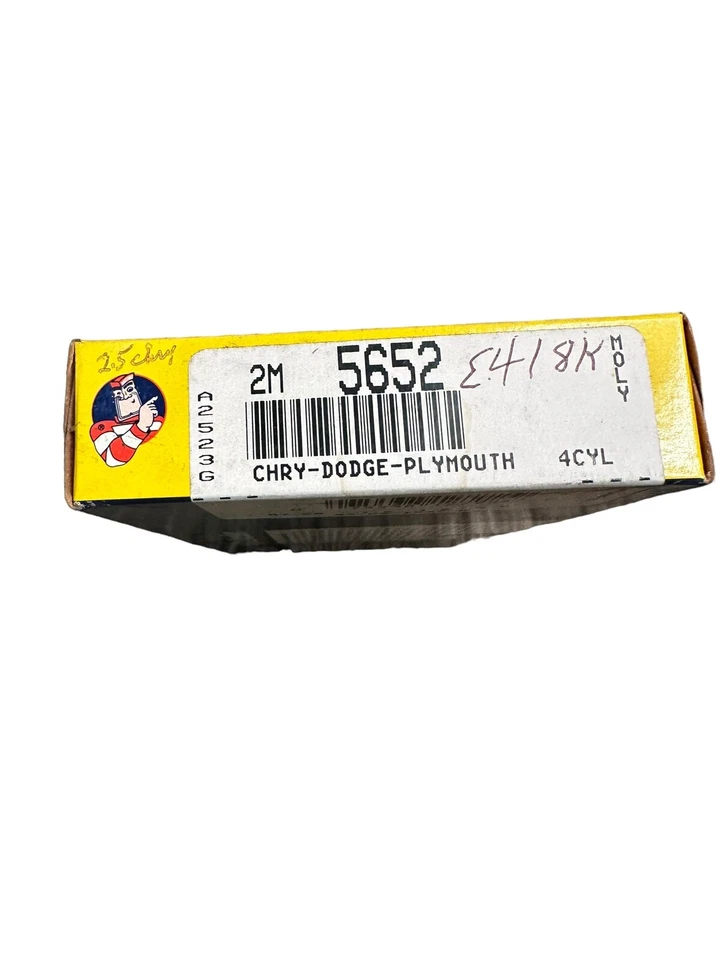 2.5 chry
2M 5652 E418K
MOLY
A2523G
CHRY-DODGE-PLYMOUTH 4CYL